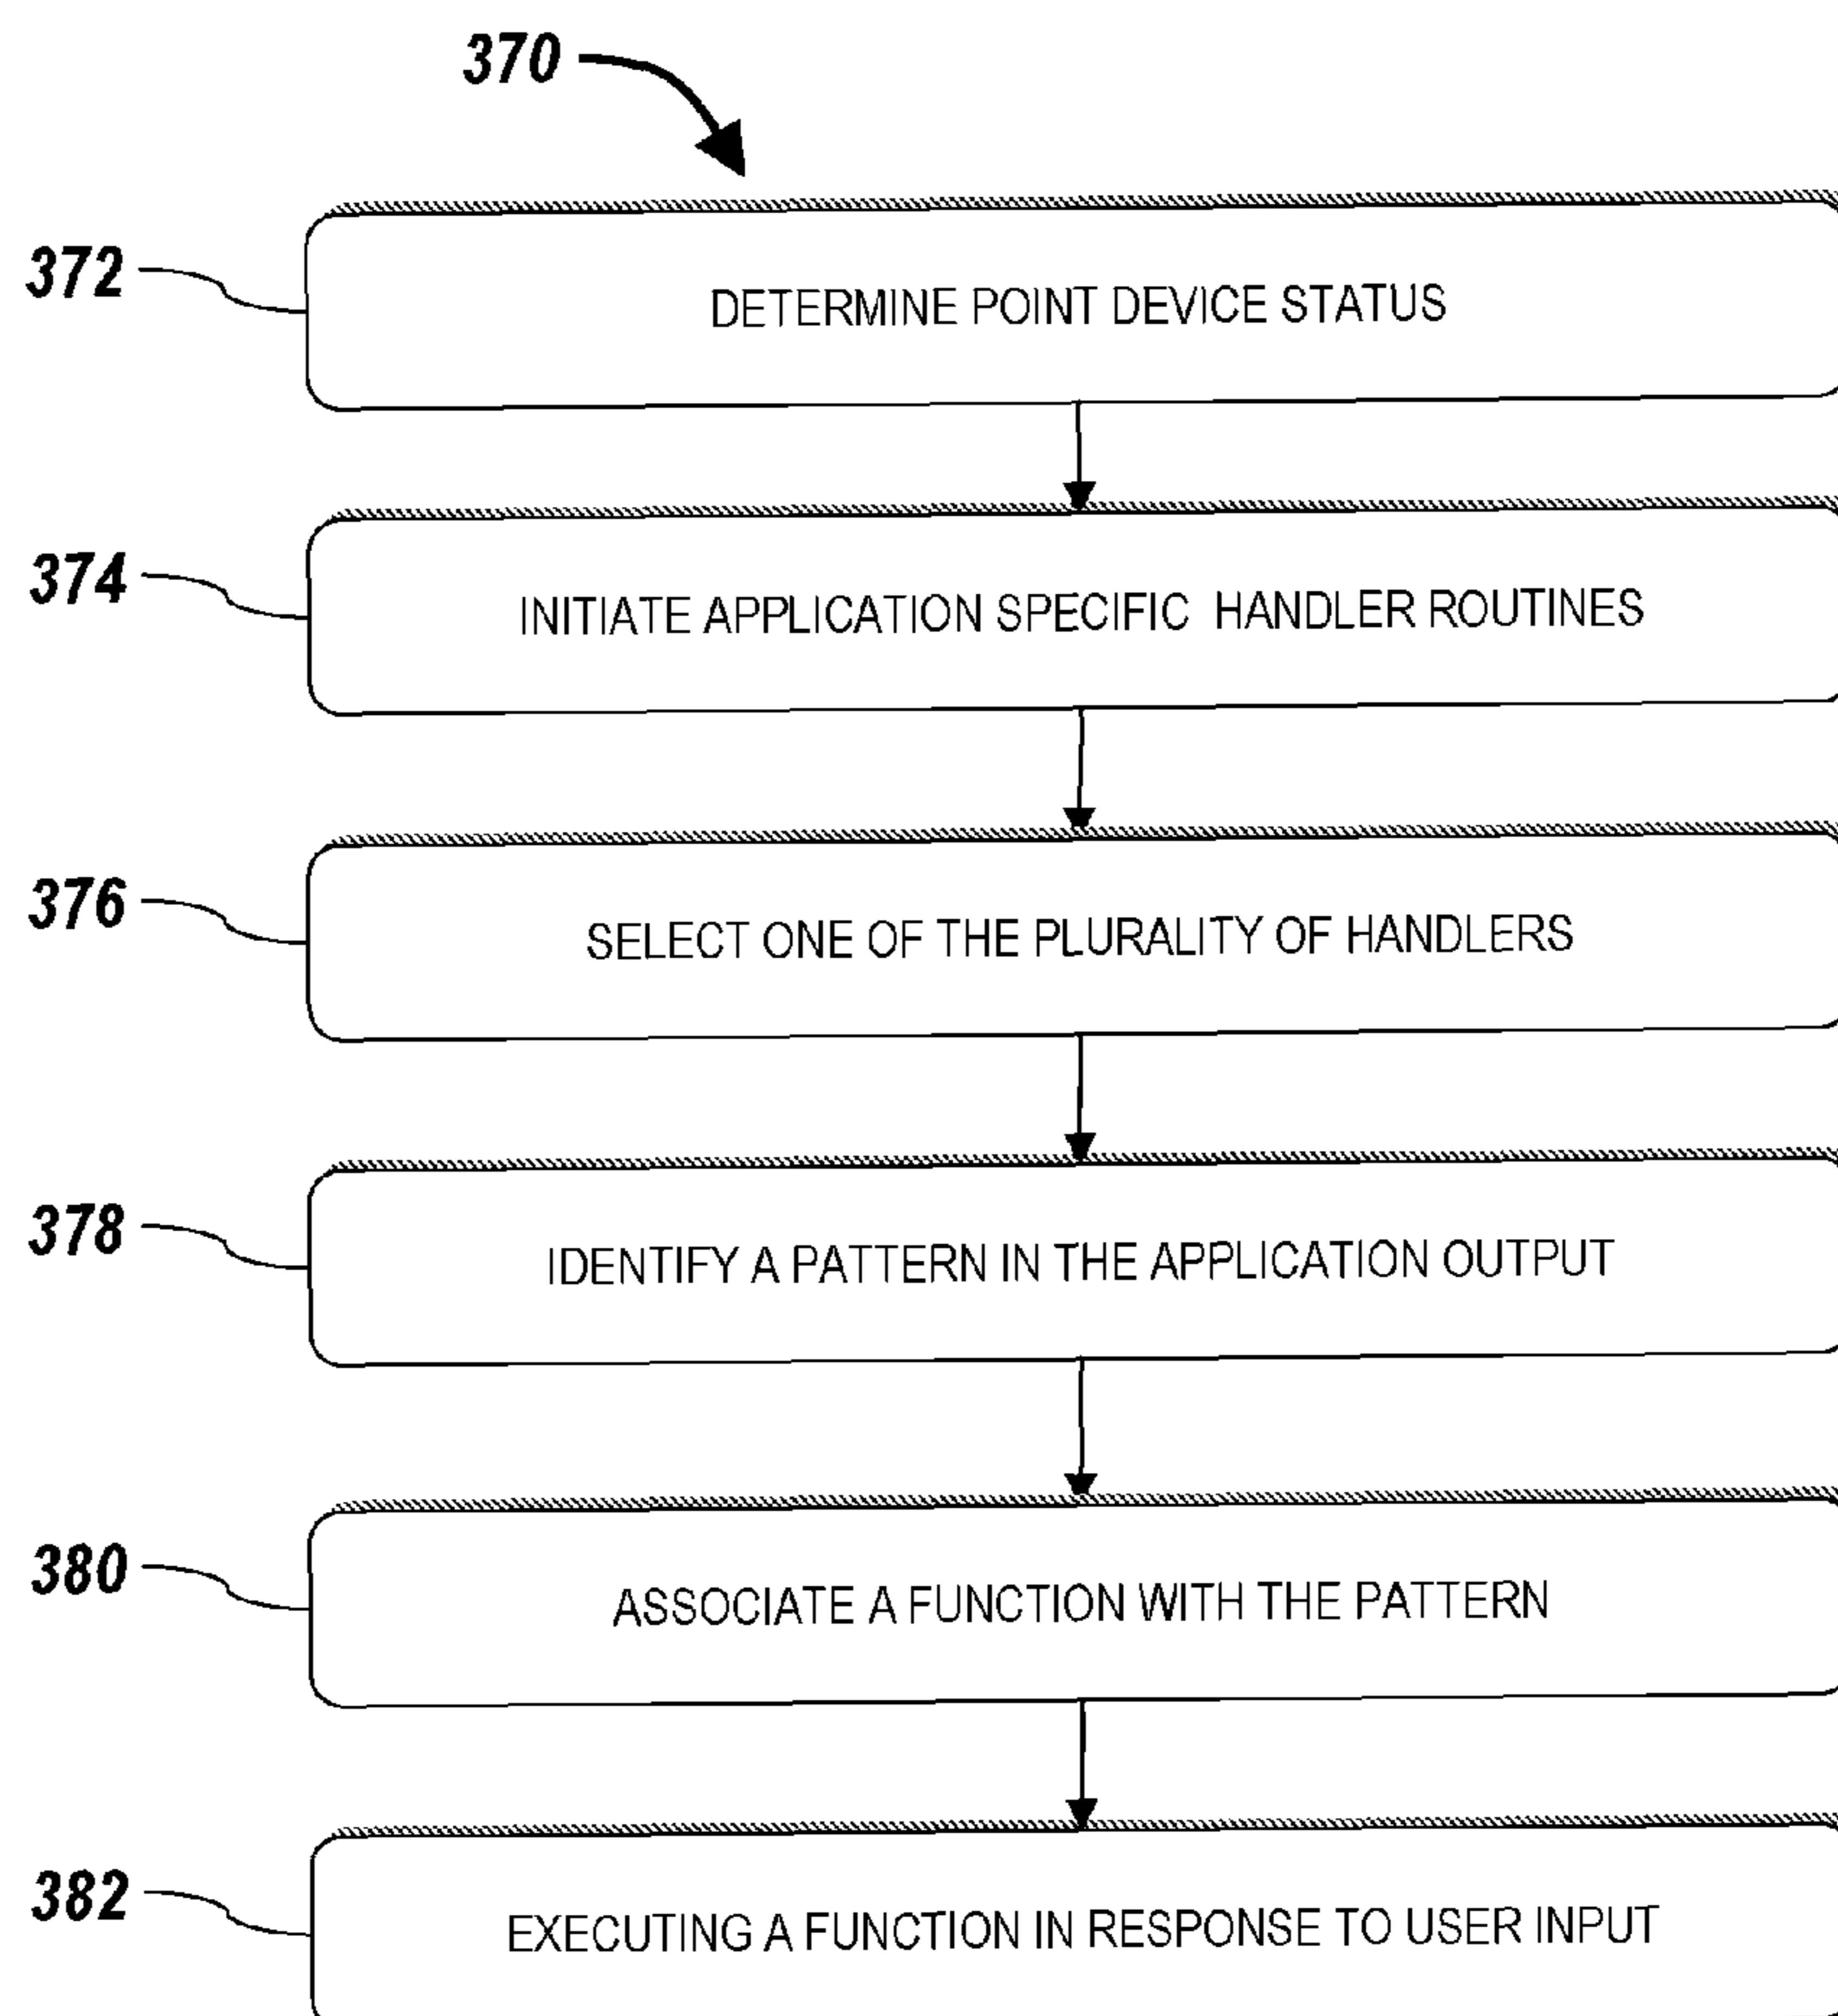 370
372
DETERMINE POINT DEVICE STATUS
374
INITIATE APPLICATION SPECIFIC HANDLER ROUTINES
376
SELECT ONE OF THE PLURALITY OF HANDLERS
378
IDENTIFY A PATTERN IN THE APPLICATION OUTPUT
380
ASSOCIATE A FUNCTION WITH THE PATTERN
382
EXECUTING A FUNCTION IN RESPONSE TO USER INPUT